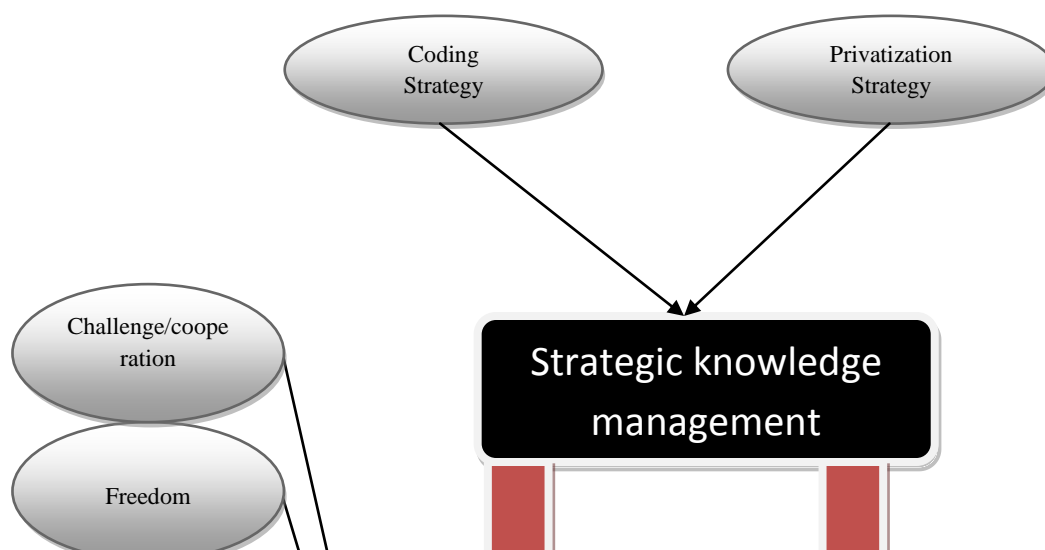 Coding
Strategy
Privatization
Strategy
Challenge/coope
ration
Strategic knowledge
management
Freedom